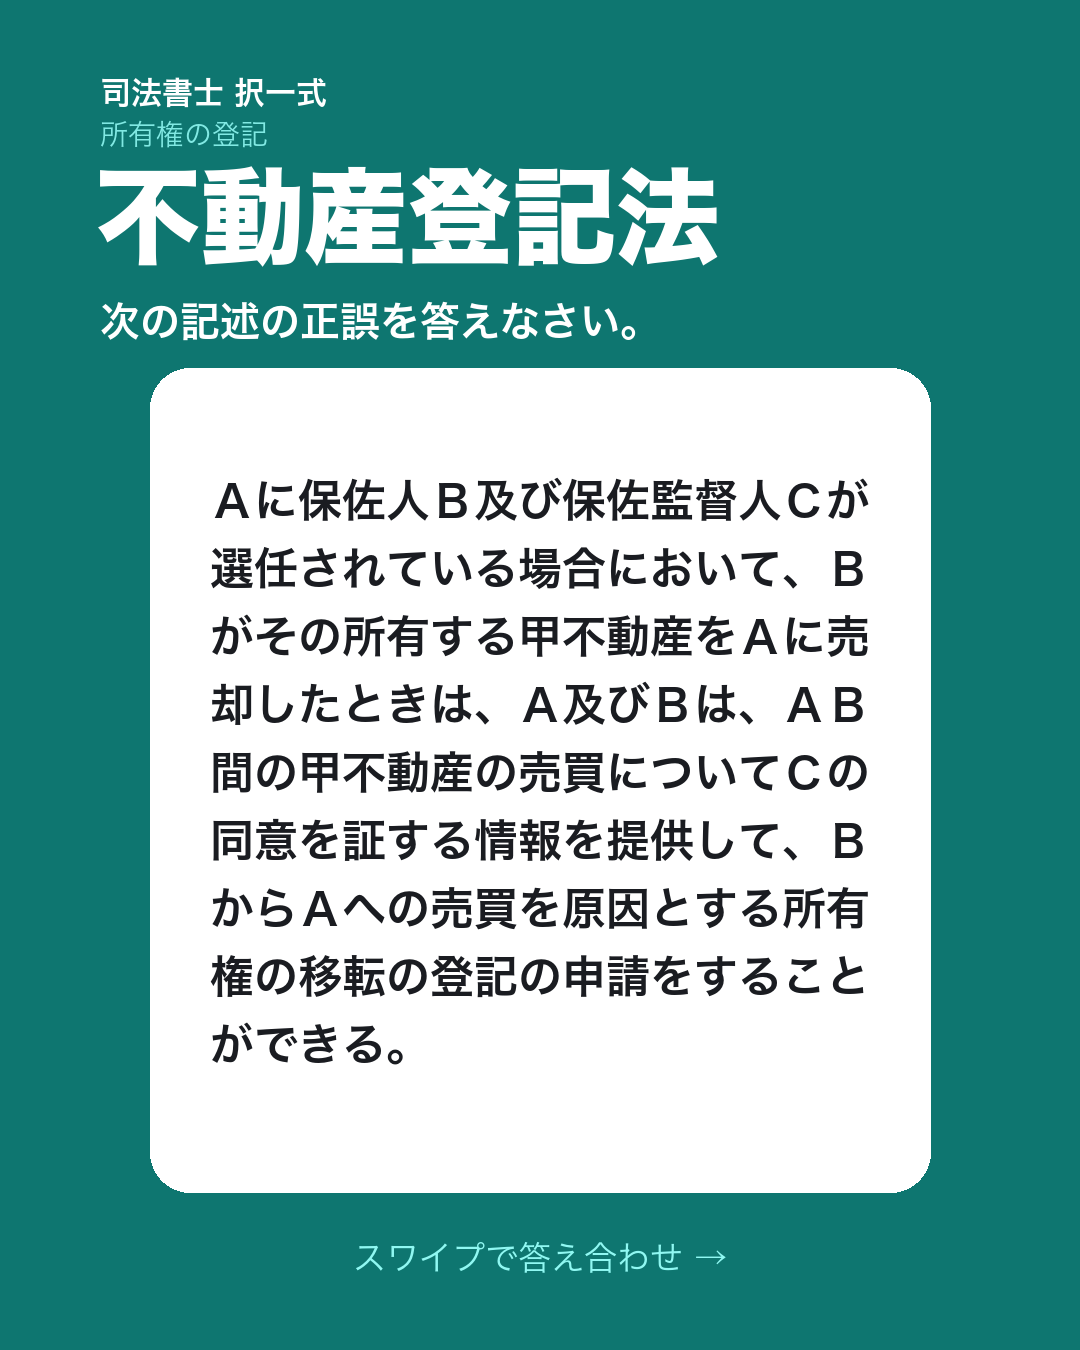 司法書士 択一式
所有権の登記
不動産登記法
次の記述の正誤を答えなさい。
Ａに保佐人Ｂ及び保佐監督人Ｃが
選任されている場合において、Ｂ
がその所有する甲不動産をＡに売
却したときは、Ａ及びＢは、ＡＢ
間の甲不動産の売買についてＣの
同意を証する情報を提供して、Ｂ
からＡへの売買を原因とする所有
権の移転の登記の申請をすること
ができる。
スワイプで答え合わせ →